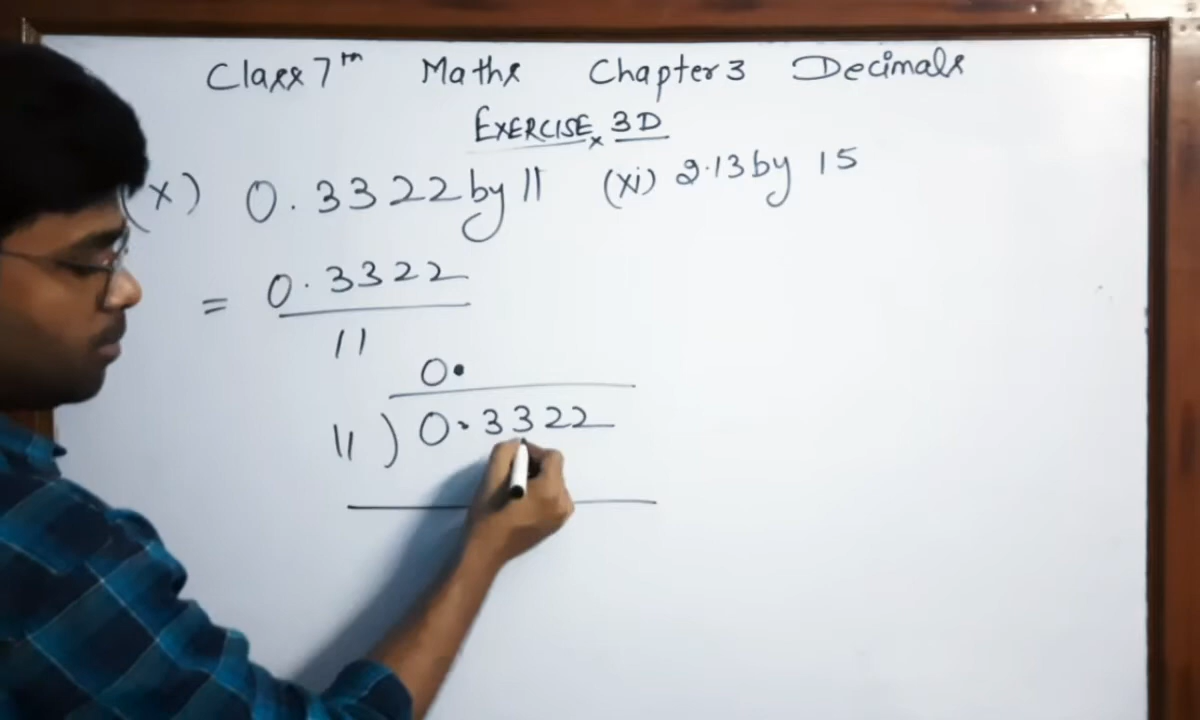 Class 7th Maths Chapter 3 Decimals
EXERCISE 3D
(x) 0.3322 by 11 (xi) 2.13 by 15
= 0.3322
11
0.
11 ) 0.3322